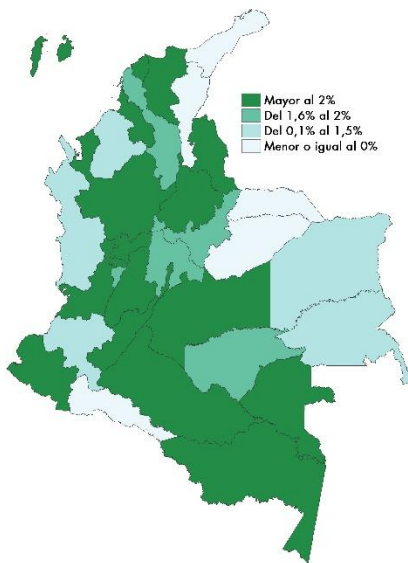 Mayor al 2%
Del 1,6% al 2%
Del 0,1% al 1,5%
Menor o igual al 0%